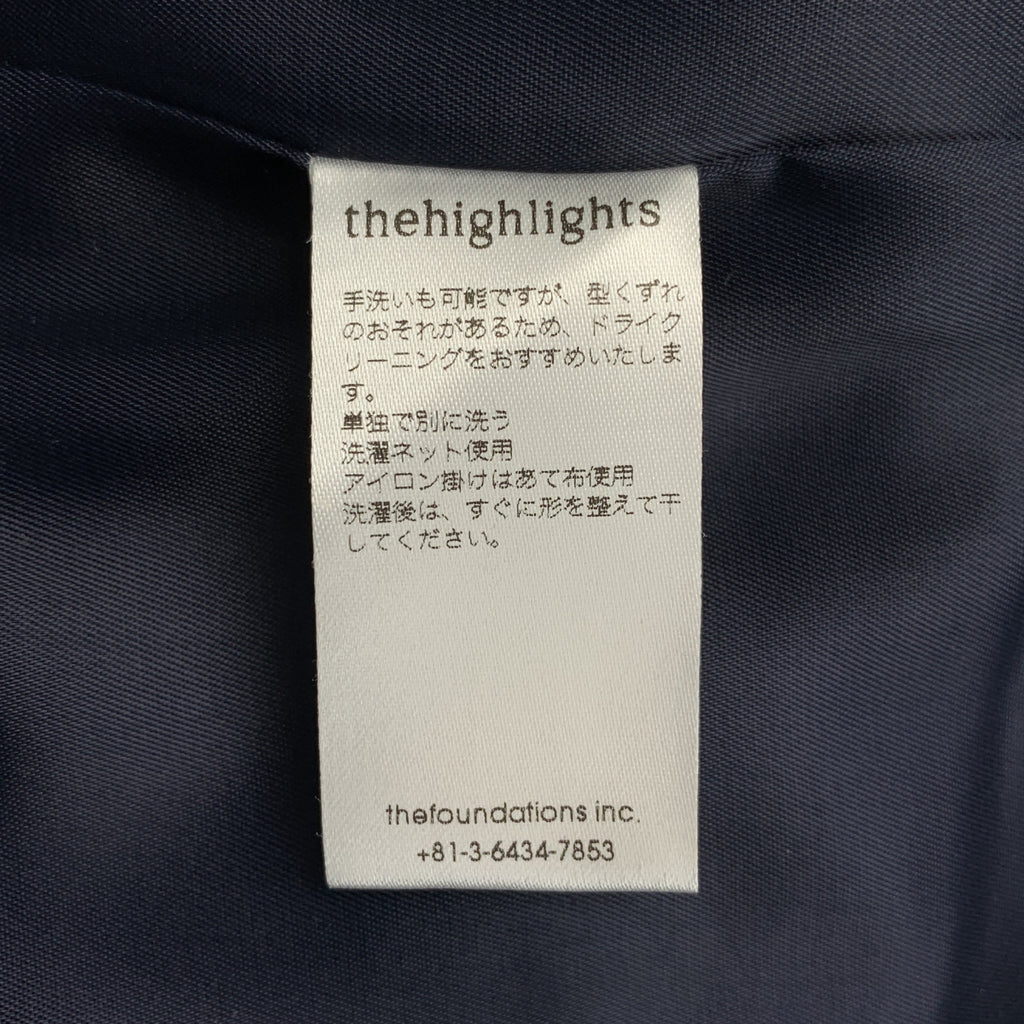 thehighlights
手洗いも可能ですが、型くずれ
のおそれがあるため、ドライク
リーニングをおすすめいたしま
す。
単独で別に洗う
洗濯ネット使用
アイロン掛けはあて布使用
洗濯後は、すぐに形を整えて干
してください。
thefoundations inc.
+81-3-6434-7853